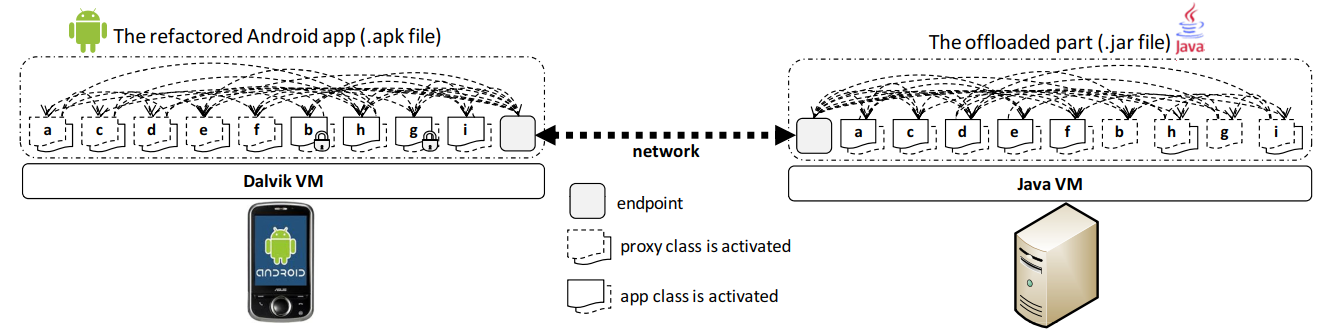 The refactored Android app (.apk file)
The offloaded part (.jar file)
Java
a c d e f b h g i
a c d e f b h g i
network
Dalvik VM
Java VM
endpoint
proxy class is activated
app class is activated
ANDROID
ASUS